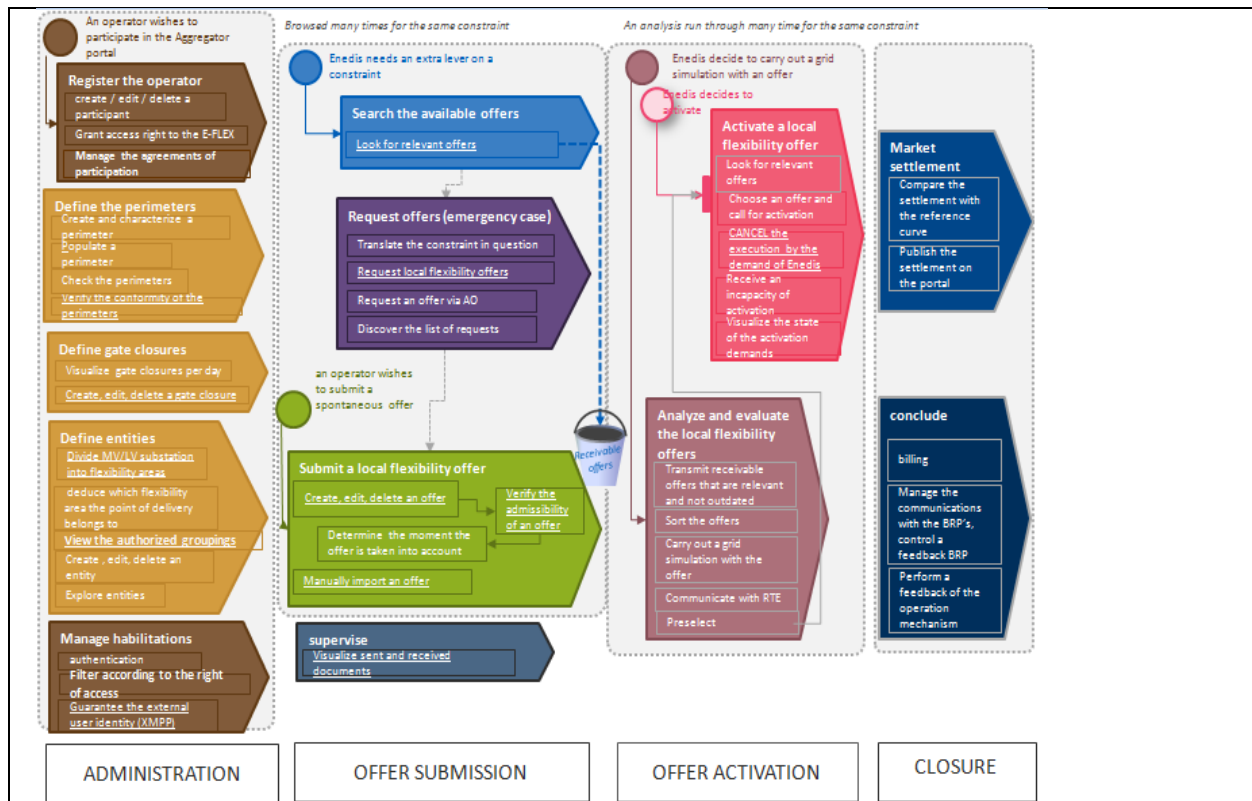 An operator wishes to
participate in the Aggregator
portal
Register the operator
create / edit / delete a
participant
Grant access right to the E-FLEX
Manage the agreements of
participation
Define the perimeters
Create and characterize a
perimeter
Populate a
perimeter
Check the perimeters
Verify the conformity of the
perimeters
Define gate closures
Visualize gate closures per day
Create, edit, delete a gate closure
Define entities
Divide MV/LV substation
into flexibility areas
deduce which flexibility
area the point of delivery
belongs to
View the authorized groupings
Create , edit, delete an
entity
Explore entities
Manage habilitations
authentication
Filter according to the right
of access
Guarantee the external
user identity (XMPP)
ADMINISTRATION
Browsed many times for the same constraint
Enedis needs an extra lever on a
constraint
Search the available offers
Look for relevant offers
Request offers (emergency case)
Translate the constraint in question
Request local flexibility offers
Request an offer via AO
Discover the list of requests
an operator wishes
to submit a
spontaneous offer
Submit a local flexibility offer
Create, edit, delete an offer
Verify the
admissibility
of an offer
Determine the moment the
offer is taken into account
Manually import an offer
Receivable
offers
supervise
Visualize sent and received
documents
OFFER SUBMISSION
An analysis run through many time for the same constraint
Enedis decide to carry out a grid
simulation with an offer
Enedis decides to
activate
Activate a local
flexibility offer
Look for relevant
offers
Choose an offer and
call for activation
CANCEL the
execution by the
demand of Enedis
Receive an
incapacity of
activation
Visualize the state
of the activation
demands
Analyze and evaluate
the local flexibility
offers
Transmit receivable
offers that are relevant
and not outdated
Sort the offers
Carry out a grid
simulation with the
offer
Communicate with RTE
Preselect
OFFER ACTIVATION
Market
settlement
Compare the
settlement with
the reference
curve
Publish the
settlement on
the portal
conclude
billing
Manage the
communications
with the BRP's,
control a
feedback BRP
Perform a
feedback of the
operation
mechanism
CLOSURE